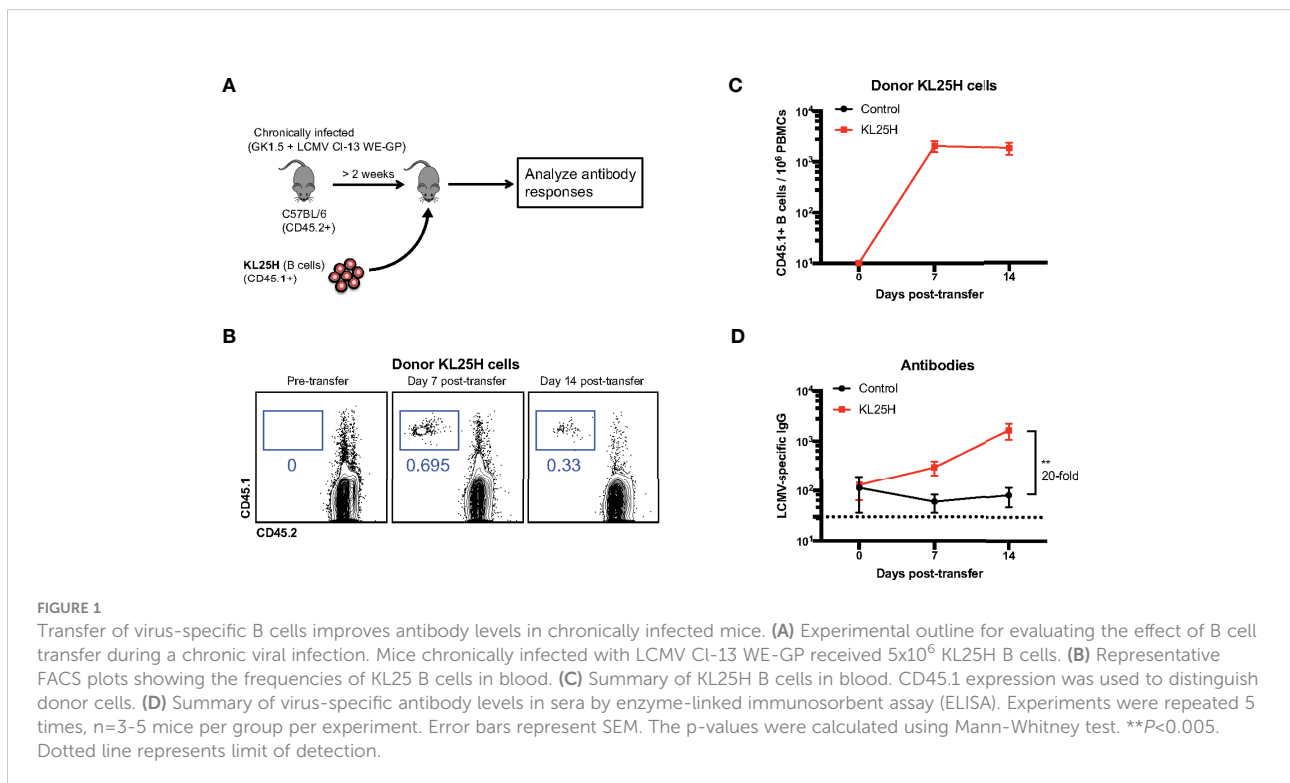 A
Chronically infected
(GK1.5 + LCMV Cl-13 WE-GP)
> 2 weeks
C57BL/6
(CD45.2+)
KL25H (B cells)
(CD45.1+)
Analyze antibody
responses
B
Donor KL25H cells
Pre-transfer
Day 7 post-transfer
Day 14 post-transfer
0
0.695
0.33
CD45.1
CD45.2
C
Donor KL25H cells
Control
KL25H
CD45.1+ B cells / 10⁶ PBMCs
10⁴
10³
10²
10¹
0
7
14
Days post-transfer
D
Antibodies
Control
KL25H
LCMV-specific IgG
10⁴
10³
10²
10¹
**
20-fold
0
7
14
Days post-transfer
FIGURE 1
Transfer of virus-specific B cells improves antibody levels in chronically infected mice. (A) Experimental outline for evaluating the effect of B cell
transfer during a chronic viral infection. Mice chronically infected with LCMV Cl-13 WE-GP received 5x10⁶ KL25H B cells. (B) Representative
FACS plots showing the frequencies of KL25 B cells in blood. (C) Summary of KL25H B cells in blood. CD45.1 expression was used to distinguish
donor cells. (D) Summary of virus-specific antibody levels in sera by enzyme-linked immunosorbent assay (ELISA). Experiments were repeated 5
times, n=3-5 mice per group per experiment. Error bars represent SEM. The p-values were calculated using Mann-Whitney test. **P<0.005.
Dotted line represents limit of detection.